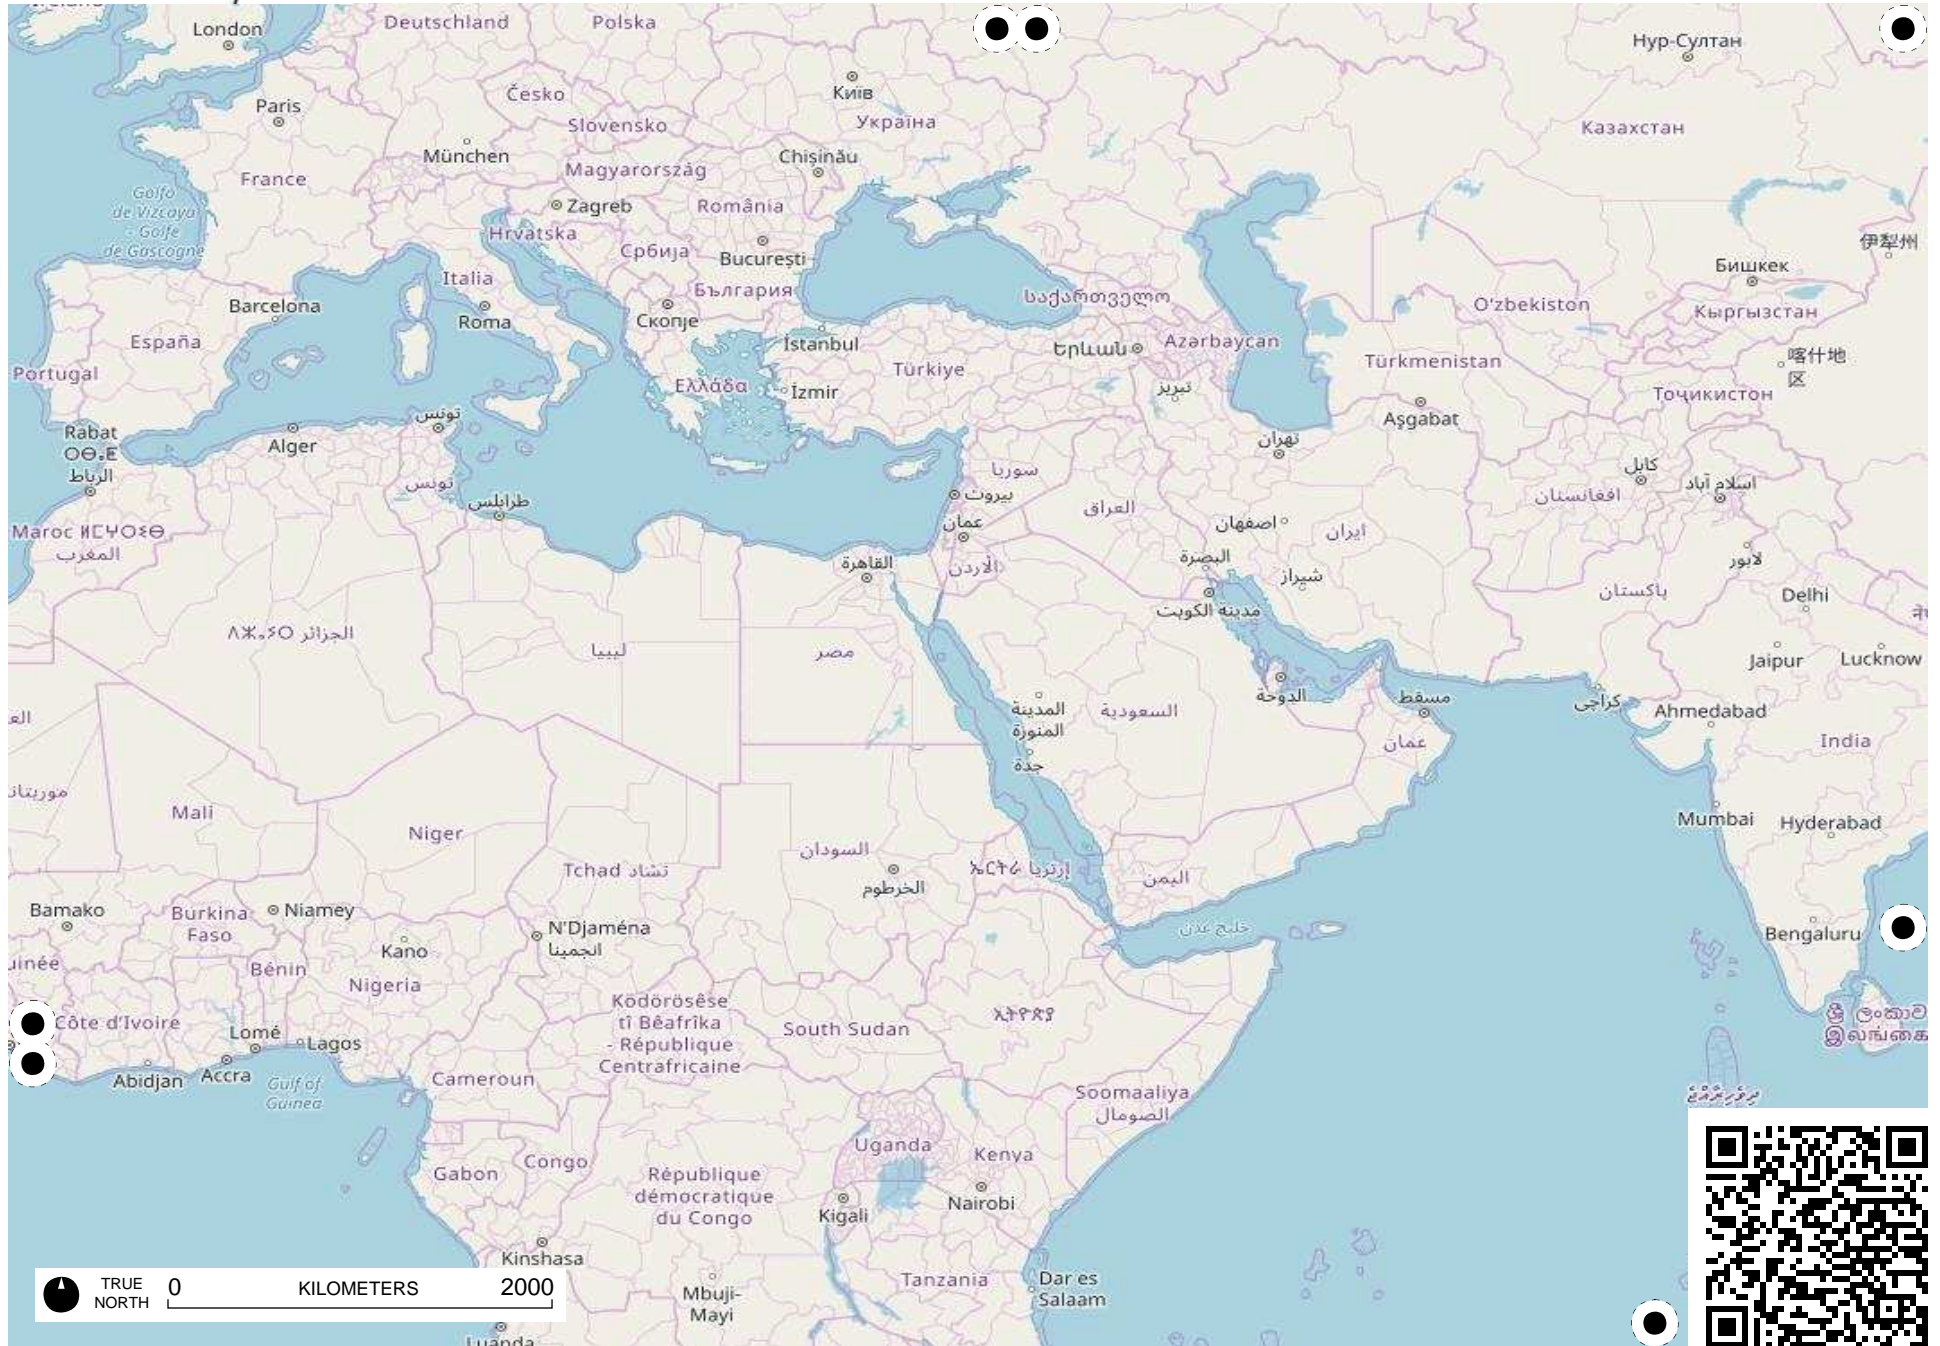 London
Deutschland
Polska
Нур-Султан
Київ
Україна
Česko
Paris
Slovensko
Казахстан
München
Magyarország
Chișinău
France
Golfo
de Vizcaya
- Golfe
de Gascogne
Zagreb
România
Hrvatska
Србија
București
伊犁州
Бишкек
Italia
България
Barcelona
Roma
Скопје
საქართველო
Oʻzbekiston
Кыргызстан
España
İstanbul
Երևան
Azərbaycan
喀什地
区
Türkmenistan
Portugal
Türkiye
Ελλάδα
İzmir
تبریز
Тоҷикистон
Aşgabat
تونس
Rabat
ⵔⴱⴰⵟ
الرباط
Alger
تهران
سوريا
کابل
اسلام آباد
تونس
طرابلس
بيروت
العراق
افغانستان
Maroc ⵍⵎⵖⵔⵉⴱ
المغرب
عمان
اصفهان
ایران
القاهرة
الأردن
البصرة
شیراز
لاہور
مدينة الكويت
پاکستان
Delhi
الجزائر
ليبيا
مصر
Jaipur
Lucknow
المدينة
المنورة
السعودية
الدوحة
مسقط
کراچی
Ahmedabad
عمان
India
جدة
Mali
Niger
Mumbai
Hyderabad
السودان
Tchad تشاد
ኤርትራ إرتريا
اليمن
الخرطوم
Bamako
Burkina
Faso
Niamey
N'Djaména
انجمينا
خليج عدن
Kano
Bengaluru
Bénin
Nigeria
Ködörösêse
tî Bêafrîka
- République
Centrafricaine
South Sudan
ኢትዮጵያ
Côte d'Ivoire
Lomé
Lagos
Abidjan
Accra
Gulf of
Guinea
Cameroun
Soomaaliya
الصومال
ދިވެހިރާއްޖެ
Uganda
Kenya
Gabon
Congo
République
démocratique
du Congo
Kigali
Nairobi
Kinshasa
Tanzania
Mbuji-
Mayi
Dar es
Salaam
TRUE
NORTH
0 KILOMETERS 2000
Luanda